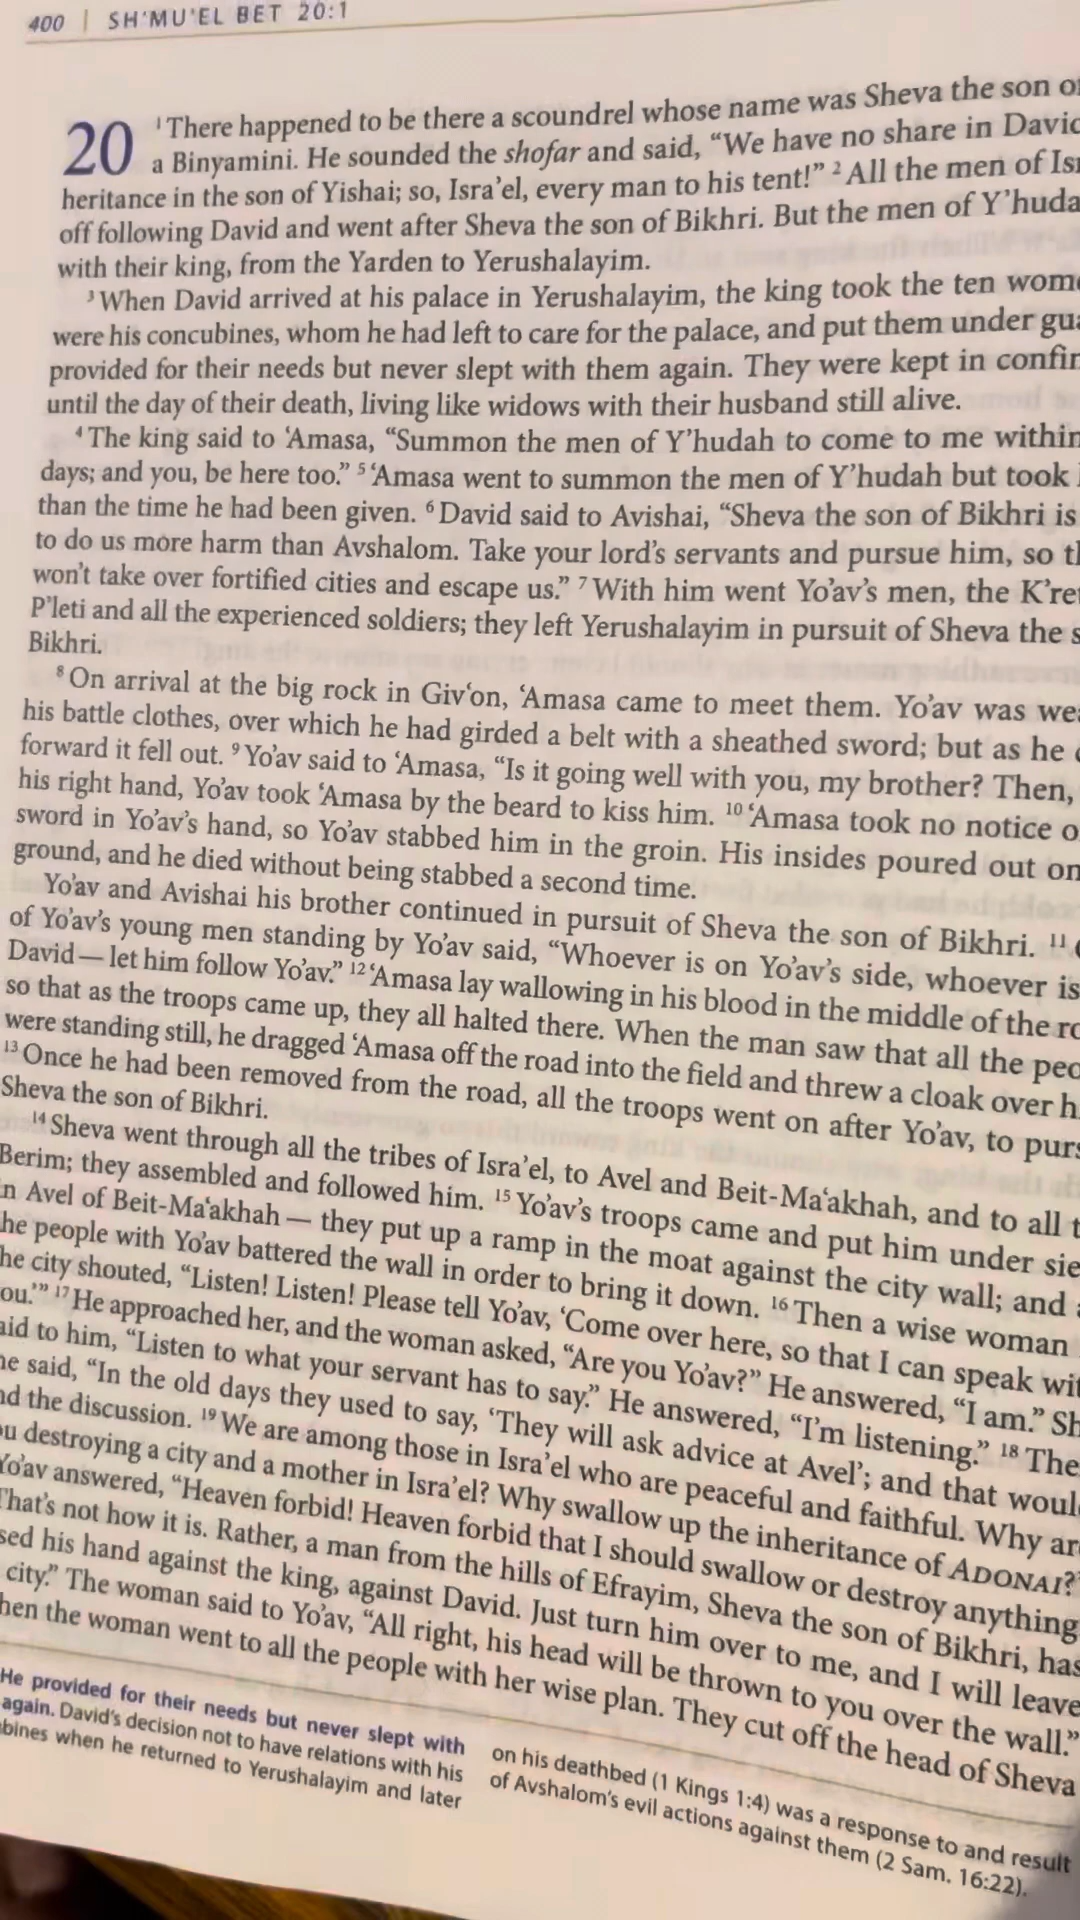 400 | SH'MU'EL BET 20:1
20 ¹There happened to be there a scoundrel whose name was Sheva the son of
a Binyamini. He sounded the shofar and said, “We have no share in David
heritance in the son of Yishai; so, Isra'el, every man to his tent!” ²All the men of Isr
off following David and went after Sheva the son of Bikhri. But the men of Y'huda
with their king, from the Yarden to Yerushalayim.
³When David arrived at his palace in Yerushalayim, the king took the ten wome
were his concubines, whom he had left to care for the palace, and put them under gua
provided for their needs but never slept with them again. They were kept in confin
until the day of their death, living like widows with their husband still alive.
⁴The king said to ‘Amasa, “Summon the men of Y'hudah to come to me within
days; and you, be here too.” ⁵‘Amasa went to summon the men of Y'hudah but took
than the time he had been given. ⁶David said to Avishai, “Sheva the son of Bikhri is
to do us more harm than Avshalom. Take your lord's servants and pursue him, so th
won't take over fortified cities and escape us.” ⁷With him went Yo'av's men, the K'ret
P'leti and all the experienced soldiers; they left Yerushalayim in pursuit of Sheva the s
Bikhri.
⁸On arrival at the big rock in Giv‘on, ‘Amasa came to meet them. Yo'av was wea
his battle clothes, over which he had girded a belt with a sheathed sword; but as he
forward it fell out. ⁹Yo'av said to ‘Amasa, “Is it going well with you, my brother? Then,
his right hand, Yo'av took ‘Amasa by the beard to kiss him. ¹⁰‘Amasa took no notice o
sword in Yo'av's hand, so Yo'av stabbed him in the groin. His insides poured out on
ground, and he died without being stabbed a second time.
Yo'av and Avishai his brother continued in pursuit of Sheva the son of Bikhri. ¹¹
of Yo'av's young men standing by Yo'av said, “Whoever is on Yo'av's side, whoever is
David — let him follow Yo'av.” ¹²‘Amasa lay wallowing in his blood in the middle of the ro
so that as the troops came up, they all halted there. When the man saw that all the peo
were standing still, he dragged ‘Amasa off the road into the field and threw a cloak over h
¹³Once he had been removed from the road, all the troops went on after Yo'av, to purs
Sheva the son of Bikhri.
¹⁴Sheva went through all the tribes of Isra'el, to Avel and Beit-Ma‘akhah, and to all t
Berim; they assembled and followed him. ¹⁵Yo'av's troops came and put him under sie
n Avel of Beit-Ma‘akhah — they put up a ramp in the moat against the city wall; and a
he people with Yo'av battered the wall in order to bring it down. ¹⁶Then a wise woman
he city shouted, “Listen! Listen! Please tell Yo'av, ‘Come over here, so that I can speak wit
ou.’” ¹⁷He approached her, and the woman asked, “Are you Yo'av?” He answered, “I am.” Sh
aid to him, “Listen to what your servant has to say.” He answered, “I'm listening.” ¹⁸The
he said, “In the old days they used to say, ‘They will ask advice at Avel’; and that would
nd the discussion. ¹⁹We are among those in Isra'el who are peaceful and faithful. Why ar
ou destroying a city and a mother in Isra'el? Why swallow up the inheritance of ADONAI?”
Yo'av answered, “Heaven forbid! Heaven forbid that I should swallow or destroy anything
That's not how it is. Rather, a man from the hills of Efrayim, Sheva the son of Bikhri, has
sed his hand against the king, against David. Just turn him over to me, and I will leave
city.” The woman said to Yo'av, “All right, his head will be thrown to you over the wall.”
hen the woman went to all the people with her wise plan. They cut off the head of Sheva
He provided for their needs but never slept with
again. David's decision not to have relations with his
bines when he returned to Yerushalayim and later
on his deathbed (1 Kings 1:4) was a response to and result
of Avshalom's evil actions against them (2 Sam. 16:22).